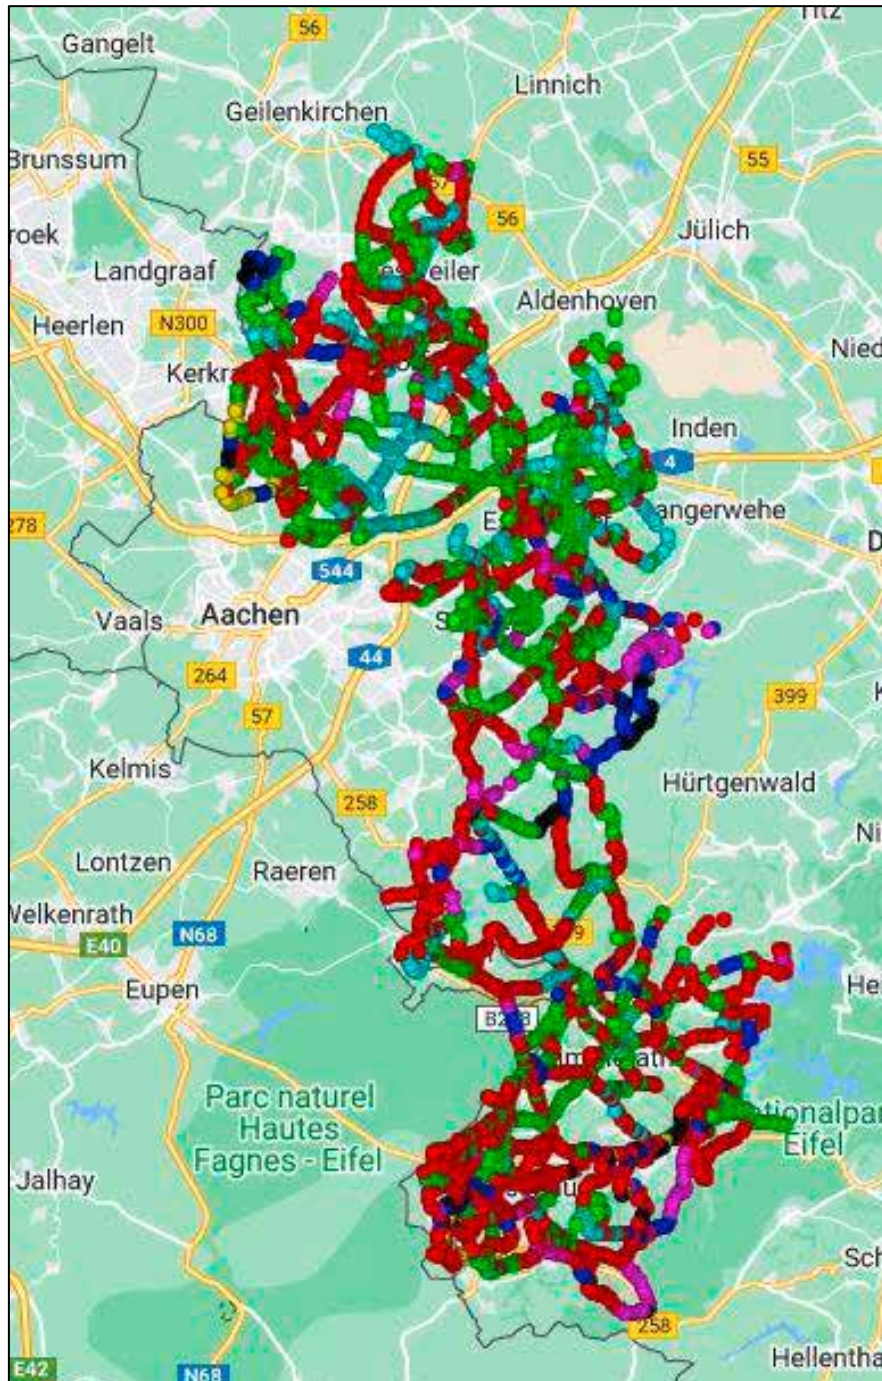 56
Gangelt
Linnich
Geilenkirchen
Brunssum
55
57
56
roek
Jülich
Landgraaf
Aldenhoven
Heerlen
N300
Kerkr
Nied
Inden
4
278
angerwehe
D
544
Aachen
Vaals
S
44
264
399
57
K
Kelmis
Hürtgenwald
258
Ni
Lontzen
Raeren
Welkenrath
N68
E40
Eupen
He
Parc naturel
Hautes
Fagnes - Eifel
ationalpar
Eifel
Jalhay
Sch
258
E42
N68
Hellentha